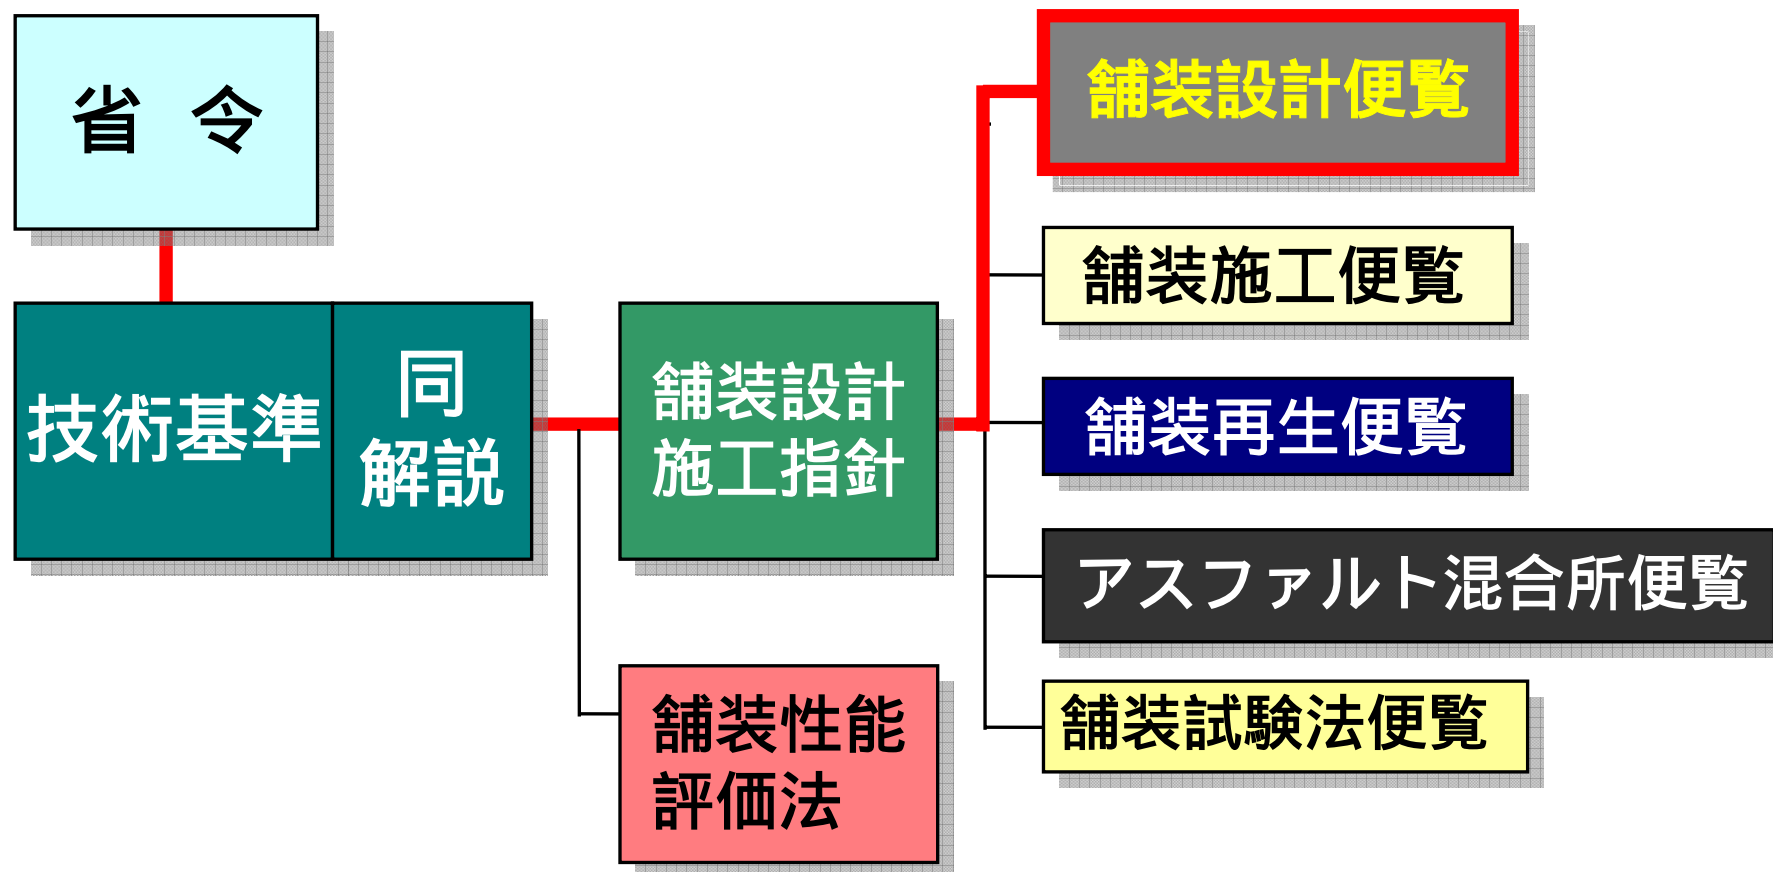 省 令
技術基準
同
解説
舗装設計
施工指針
舗装性能
評価法
舗装設計便覧
舗装施工便覧
舗装再生便覧
アスファルト混合所便覧
舗装試験法便覧